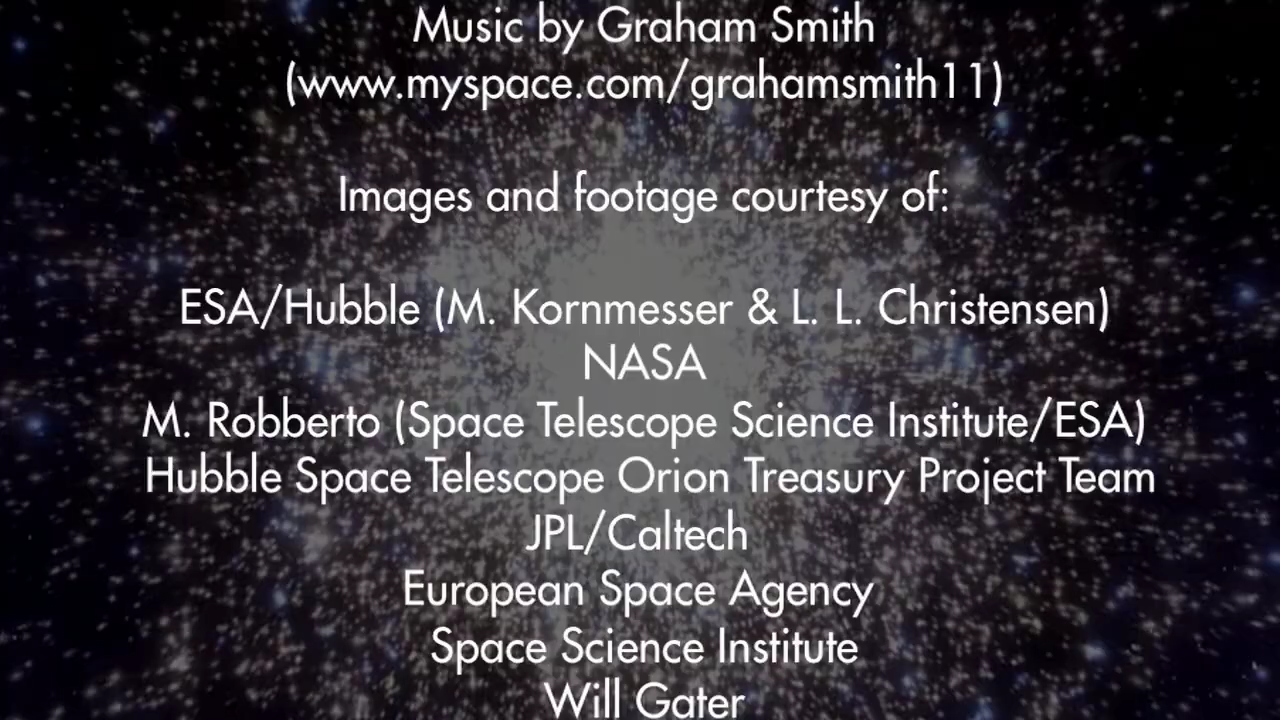 Music by Graham Smith
(www.myspace.com/grahamsmith11)
Images and footage courtesy of:
ESA/Hubble (M. Kornmesser & L. L. Christensen)
NASA
M. Robberto (Space Telescope Science Institute/ESA)
Hubble Space Telescope Orion Treasury Project Team
JPL/Caltech
European Space Agency
Space Science Institute
Will Gater